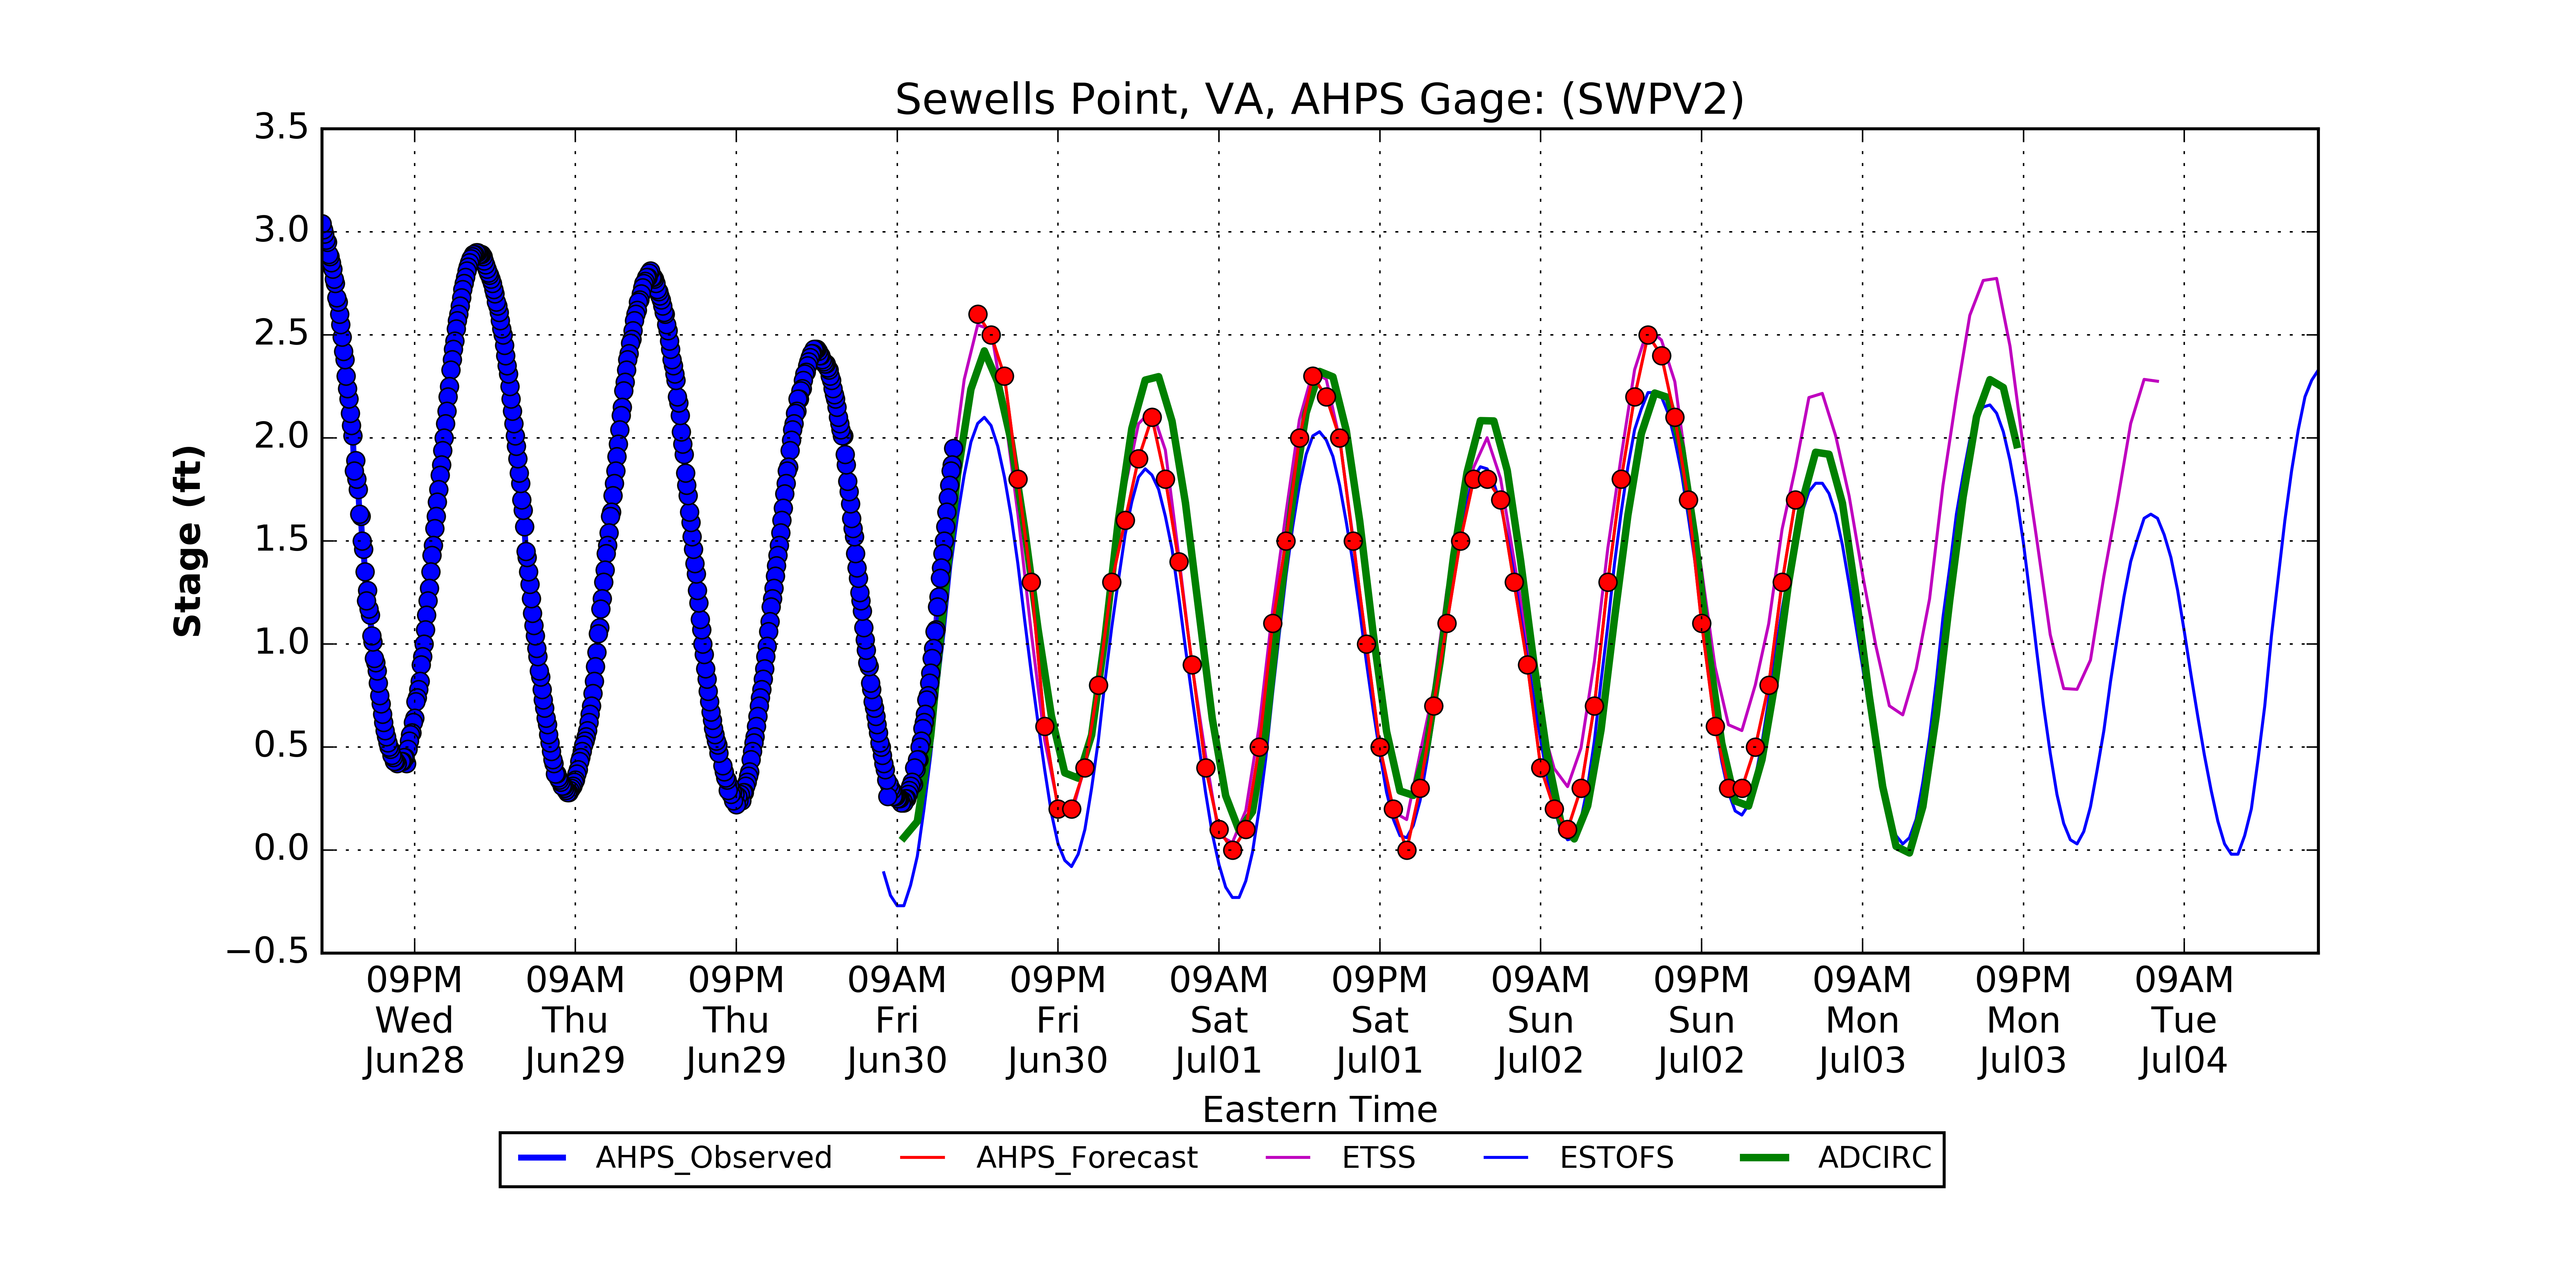 Sewells Point, VA, AHPS Gage: (SWPV2)
3.5
3.0
2.5
2.0
1.5
1.0
0.5
0.0
−0.5
Stage (ft)
09PM 09AM 09PM 09AM 09PM 09AM 09PM 09AM 09PM 09AM 09PM 09AM
Wed Thu Thu Fri Fri Sat Sat Sun Sun Mon Mon Tue
Jun28 Jun29 Jun29 Jun30 Jun30 Jul01 Jul01 Jul02 Jul02 Jul03 Jul03 Jul04
Eastern Time
AHPS_Observed AHPS_Forecast ETSS ESTOFS ADCIRC